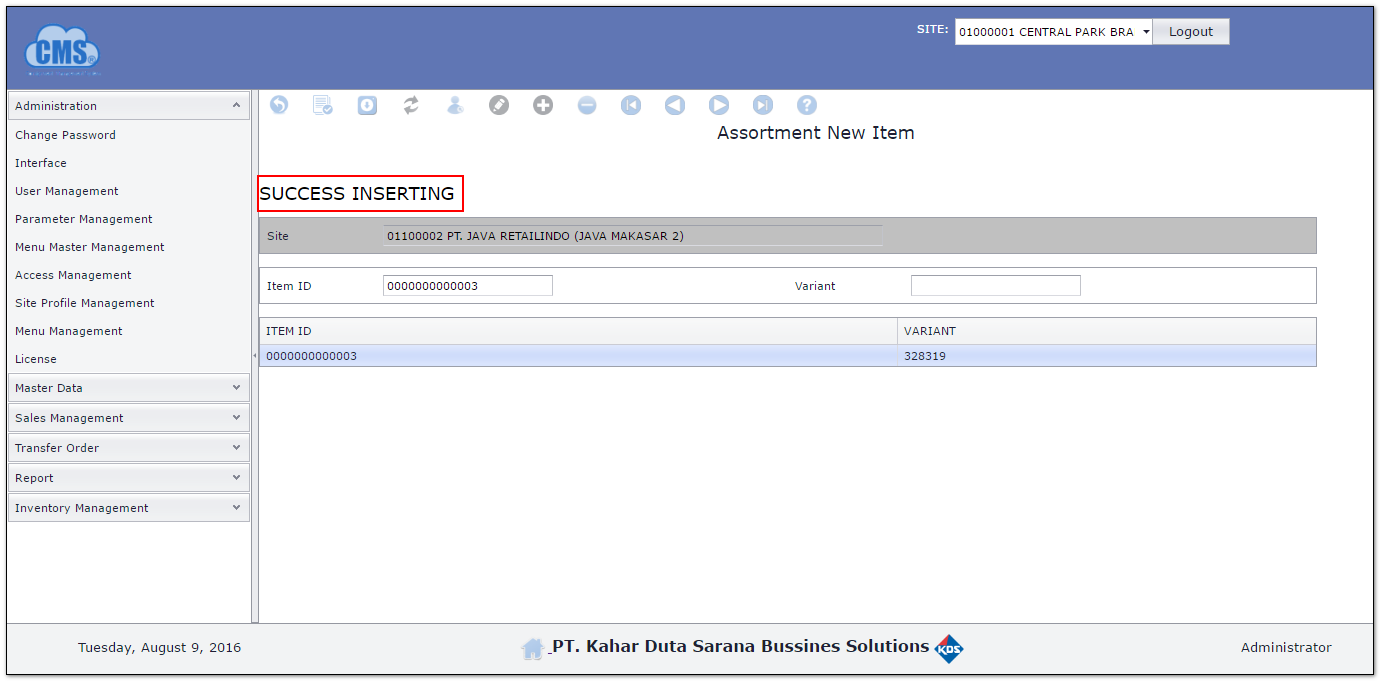 CMS®
SITE: 01000001 CENTRAL PARK BRA Logout
Administration
Change Password
Interface
User Management
Parameter Management
Menu Master Management
Access Management
Site Profile Management
Menu Management
License
Master Data
Sales Management
Transfer Order
Report
Inventory Management
Assortment New Item
SUCCESS INSERTING
Site 01100002 PT. JAVA RETAILINDO (JAVA MAKASAR 2)
Item ID 0000000000003 Variant
ITEM ID VARIANT
0000000000003 328319
Tuesday, August 9, 2016 PT. Kahar Duta Sarana Bussines Solutions KDS Administrator